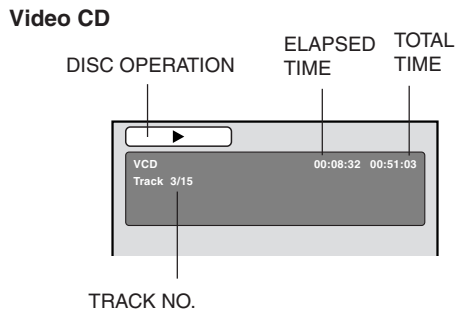 Video CD
DISC OPERATION
ELAPSED TIME
TOTAL TIME
VCD 00:08:32 00:51:03
Track 3/15
TRACK NO.